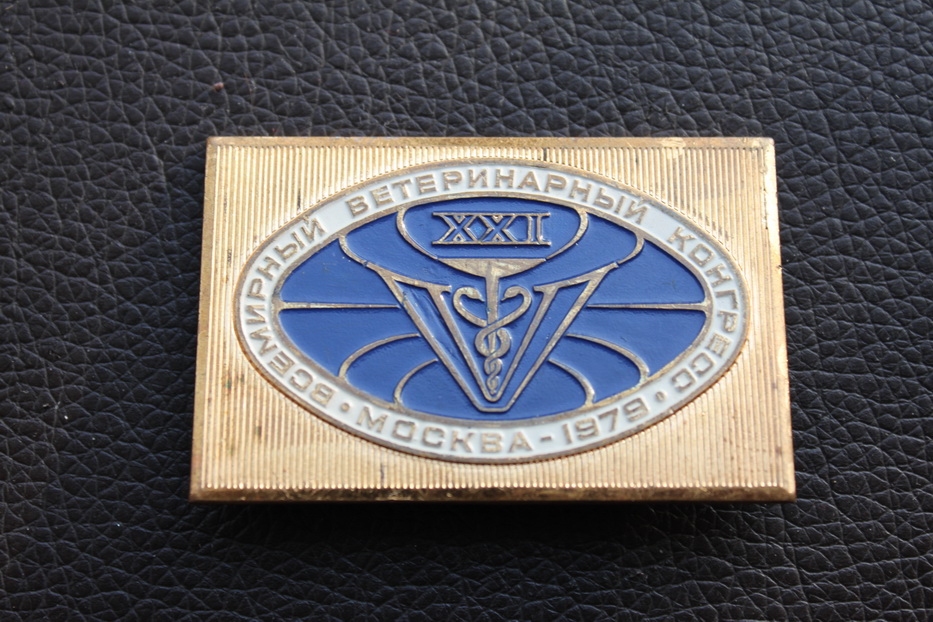 ВСЕМИРНЫЙ ВЕТЕРИНАРНЫЙ КОНГРЕСС
XXI
• МОСКВА - 1979 •